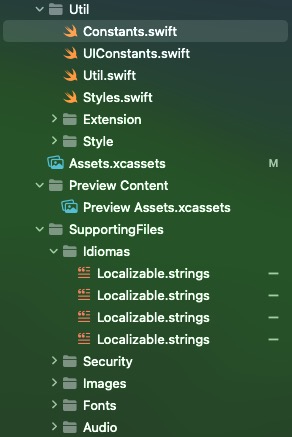 Util
Constants.swift
UIConstants.swift
Util.swift
Styles.swift
Extension
Style
Assets.xcassets M
Preview Content
Preview Assets.xcassets
SupportingFiles
Idiomas
Localizable.strings
Localizable.strings
Localizable.strings
Localizable.strings
Security
Images
Fonts
Audio